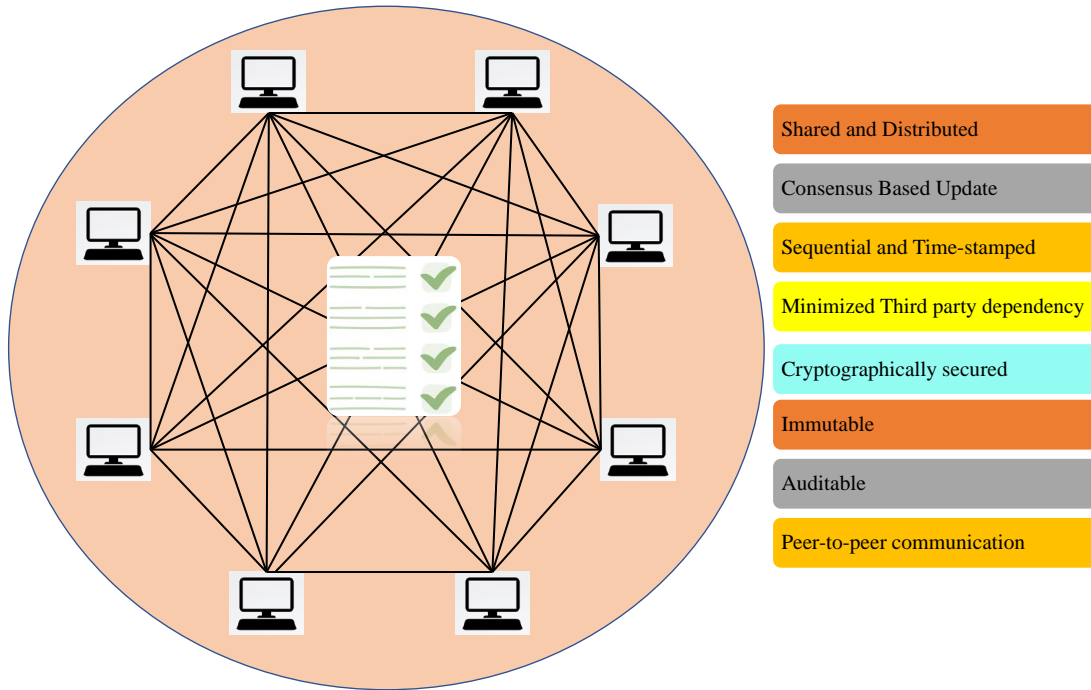 Shared and Distributed
Consensus Based Update
Sequential and Time-stamped
Minimized Third party dependency
Cryptographically secured
Immutable
Auditable
Peer-to-peer communication